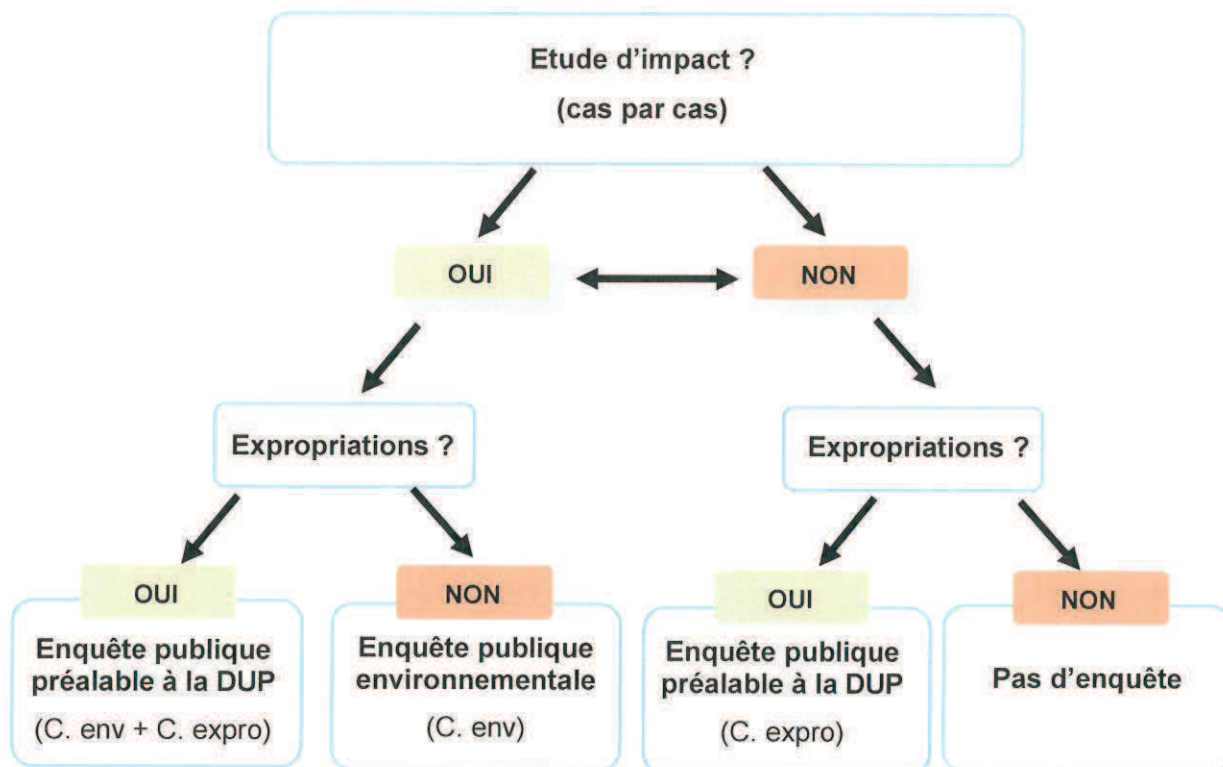 Etude d'impact ?
(cas par cas)
OUI
NON
Expropriations ?
Expropriations ?
OUI
NON
OUI
NON
Enquête publique
préalable à la DUP
(C. env + C. expro)
Enquête publique
environnementale
(C. env)
Enquête publique
préalable à la DUP
(C. expro)
Pas d'enquête